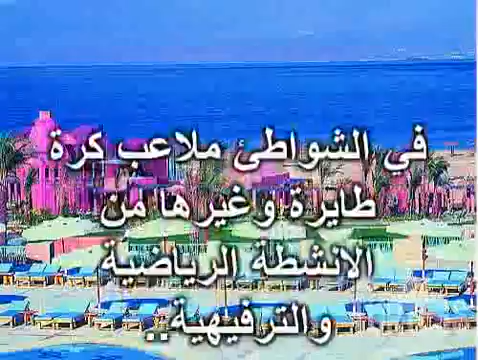 في الشواطئ ملاعب كرة
طايرة وغيرها من
الانشطة الرياضية
والترفيهية..